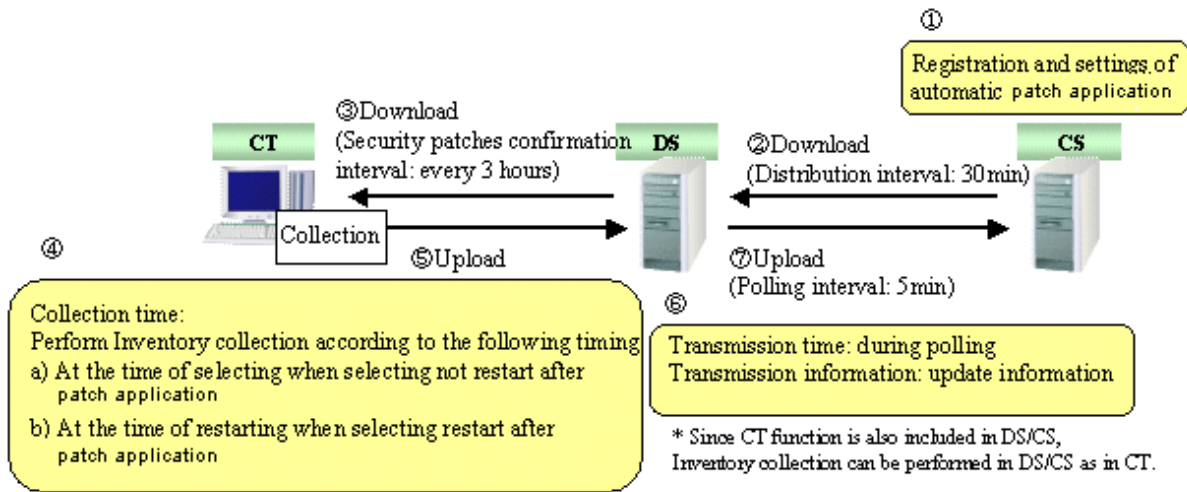 ①
Registration and settings of
automatic patch application
③Download
(Security patches confirmation
interval: every 3 hours)
CT
DS
②Download
(Distribution interval: 30min)
CS
Collection
④
⑤Upload
⑦Upload
(Polling interval: 5min)
Collection time:
Perform Inventory collection according to the following timing
a) At the time of selecting when selecting not restart after
patch application
b) At the time of restarting when selecting restart after
patch application
⑥
Transmission time: during polling
Transmission information: update information
* Since CT function is also included in DS/CS,
Inventory collection can be performed in DS/CS as in CT.